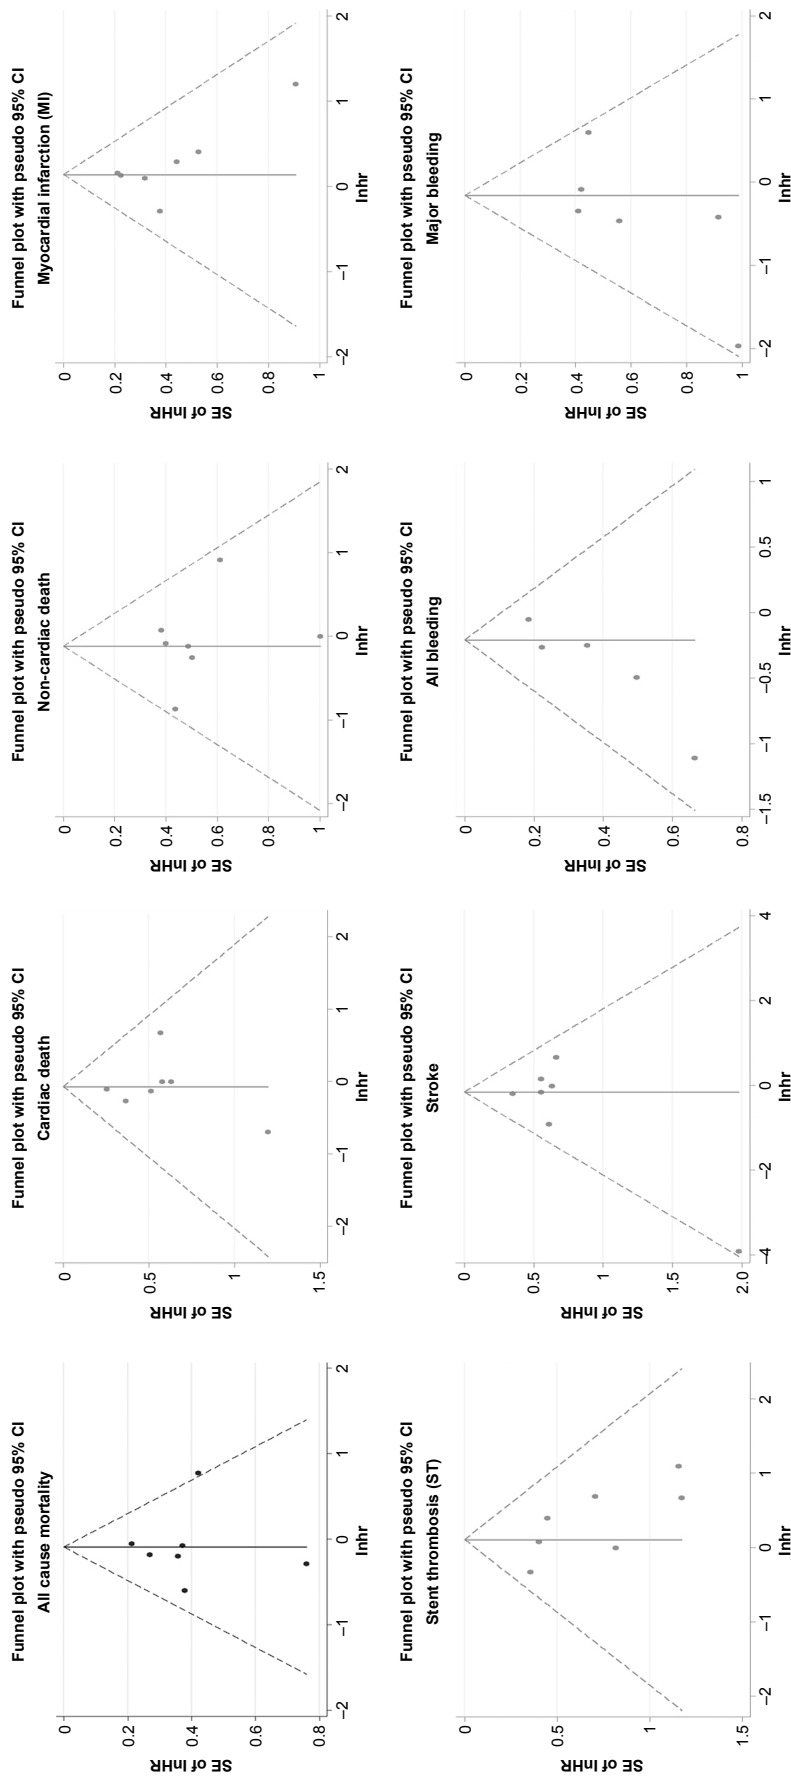 Funnel plot with pseudo 95% CI
All cause mortality
SE of lnHR
0
0.2
0.4
0.6
0.8
−2 −1 0 1 2
lnhr
Funnel plot with pseudo 95% CI
Cardiac death
SE of lnHR
0
0.5
1
1.5
−2 −1 0 1 2
lnhr
Funnel plot with pseudo 95% CI
Non-cardiac death
SE of lnHR
0
0.2
0.4
0.6
0.8
1
−2 −1 0 1 2
lnhr
Funnel plot with pseudo 95% CI
Myocardial infarction (MI)
SE of lnHR
0
0.2
0.4
0.6
0.8
1
−2 −1 0 1 2
lnhr
Funnel plot with pseudo 95% CI
Stent thrombosis (ST)
SE of lnHR
0
0.5
1
1.5
−2 −1 0 1 2
lnhr
Funnel plot with pseudo 95% CI
Stroke
SE of lnHR
0
0.5
1
1.5
2.0
−4 −2 0 2 4
lnhr
Funnel plot with pseudo 95% CI
All bleeding
SE of lnHR
0
0.2
0.4
0.6
0.8
−1.5 −1 −0.5 0 0.5 1
lnhr
Funnel plot with pseudo 95% CI
Major bleeding
SE of lnHR
0
0.2
0.4
0.6
0.8
1
−2 −1 0 1 2
lnhr